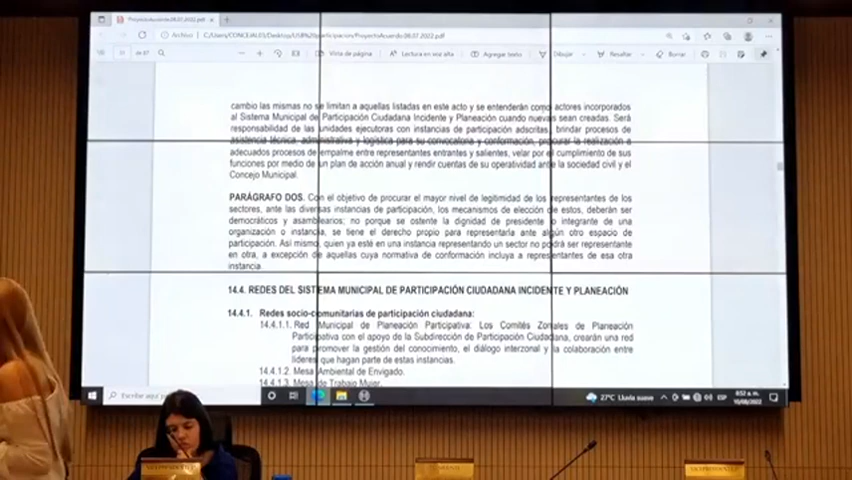 ProyectoAcuerdo.08.07.2022.pdf
Archivo C:/Users/CONCEJALES/Desktop/USB%20participacion/ProyectoAcuerdo.08.07.2022.pdf
de 87 Vista de página Lectura en voz alta Agregar texto Dibujar Resaltar Borrar
cambio las mismas no se limitan a aquellas listadas en este acto y se entenderán como actores incorporados
al Sistema Municipal de Participación Ciudadana Incidente y Planeación cuando nuevas sean creadas. Será
responsabilidad de las unidades ejecutoras con instancias de participación adscritas, brindar procesos de
asistencia técnica, administrativa y logística para su convocatoria y conformación, procurar la realización a
adecuados procesos de empalme entre representantes entrantes y salientes, velar por el cumplimiento de sus
funciones por medio de un plan de acción anual y rendir cuentas de su operatividad ante la sociedad civil y el
Concejo Municipal.
PARÁGRAFO DOS. Con el objetivo de procurar el mayor nivel de legitimidad de los representantes de los
sectores, ante las diversas instancias de participación, los mecanismos de elección de estos, deberán ser
democráticos y asamblearios; no porque se ostente la dignidad de presidente o integrante de una
organización o instancia, se tiene el derecho propio para representarla ante algún otro espacio de
participación. Así mismo, quien ya esté en una instancia representando un sector no podrá ser representante
en otra, a excepción de aquellas cuya normativa de conformación incluya a representantes de esa otra
instancia.
14.4. REDES DEL SISTEMA MUNICIPAL DE PARTICIPACIÓN CIUDADANA INCIDENTE Y PLANEACIÓN
14.4.1. Redes socio-comunitarias de participación ciudadana:
14.4.1.1. Red Municipal de Planeación Participativa: Los Comités Zonales de Planeación
Participativa con el apoyo de la Subdirección de Participación Ciudadana, crearán una red
para promover la gestión del conocimiento, el diálogo interzonal y la colaboración entre
líderes que hagan parte de estas instancias.
14.4.1.2. Mesa Ambiental de Envigado.
14.4.1.3. Mesa de Trabajo Mujer.
Escribe aquí 27°C Lluvia suave ESP 8:52 a. m.
10/08/2022